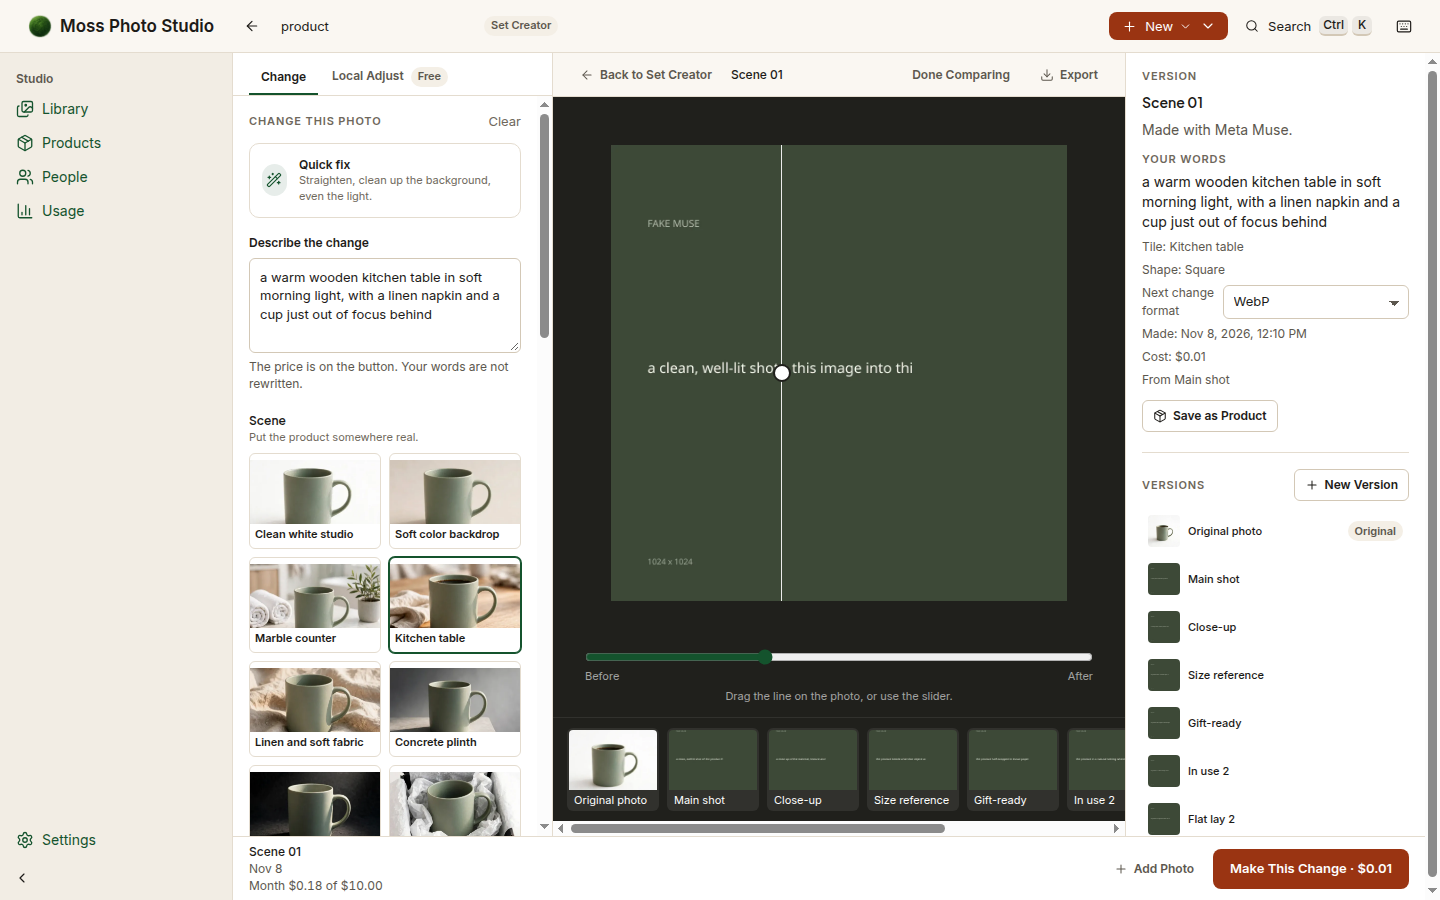 Moss Photo Studio
product
Set Creator
New
Search Ctrl K
Studio
Library
Products
People
Usage
Settings
Change
Local Adjust Free
CHANGE THIS PHOTO
Clear
Quick fix
Straighten, clean up the background,
even the light.
Describe the change
a warm wooden kitchen table in soft
morning light, with a linen napkin and a
cup just out of focus behind
The price is on the button. Your words are not
rewritten.
Scene
Put the product somewhere real.
Clean white studio
Soft color backdrop
Marble counter
Kitchen table
Linen and soft fabric
Concrete plinth
Back to Set Creator
Scene 01
Done Comparing
Export
FAKE MUSE
a clean, well-lit shot this image into thi
1024 x 1024
Before
After
Drag the line on the photo, or use the slider.
Original photo
Main shot
Close-up
Size reference
Gift-ready
In use 2
VERSION
Scene 01
Made with Meta Muse.
YOUR WORDS
a warm wooden kitchen table in soft
morning light, with a linen napkin and a
cup just out of focus behind
Tile: Kitchen table
Shape: Square
Next change
format
WebP
Made: Nov 8, 2026, 12:10 PM
Cost: $0.01
From Main shot
Save as Product
VERSIONS
New Version
Original photo
Original
Main shot
Close-up
Size reference
Gift-ready
In use 2
Flat lay 2
Scene 01
Nov 8
Month $0.18 of $10.00
Add Photo
Make This Change · $0.01